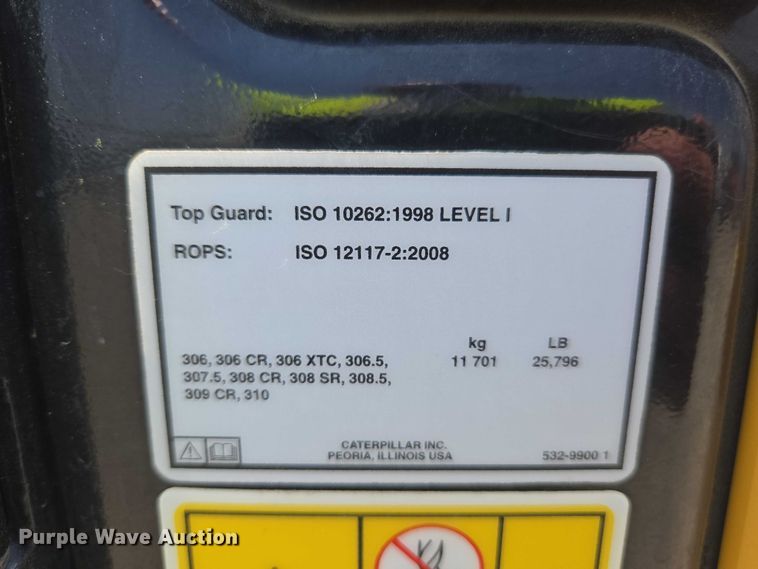 Top Guard: ISO 10262:1998 LEVEL I
ROPS: ISO 12117-2:2008
kg LB
306, 306 CR, 306 XTC, 306.5, 11 701 25,796
307.5, 308 CR, 308 SR, 308.5,
309 CR, 310
CATERPILLAR INC.
PEORIA, ILLINOIS USA 532-9900 1
Purple Wave Auction